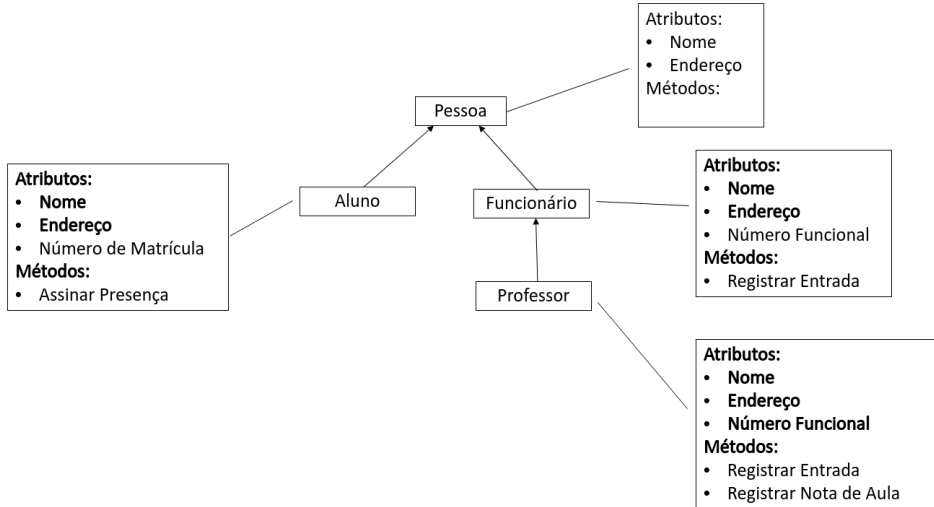 Atributos:
• Nome
• Endereço
Métodos:
Pessoa
Atributos:
• Nome
• Endereço
• Número de Matrícula
Métodos:
• Assinar Presença
Aluno
Funcionário
Atributos:
• Nome
• Endereço
• Número Funcional
Métodos:
• Registrar Entrada
Professor
Atributos:
• Nome
• Endereço
• Número Funcional
Métodos:
• Registrar Entrada
• Registrar Nota de Aula